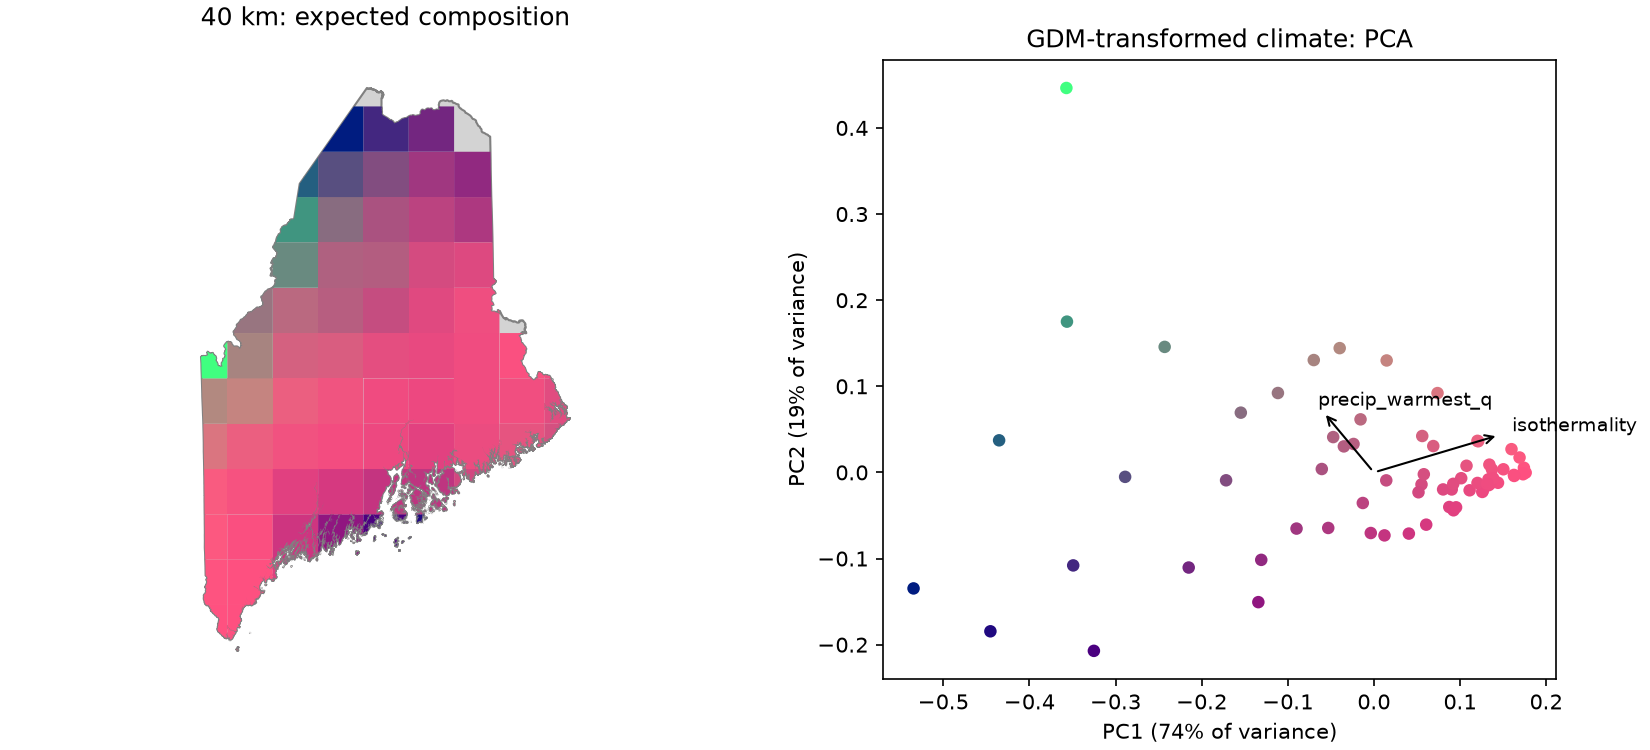 40 km: expected composition
GDM-transformed climate: PCA
PC2 (19% of variance)
0.4
0.3
0.2
0.1
0.0
−0.1
−0.2
precip_warmest_q
isothermality
−0.5 −0.4 −0.3 −0.2 −0.1 0.0 0.1 0.2
PC1 (74% of variance)